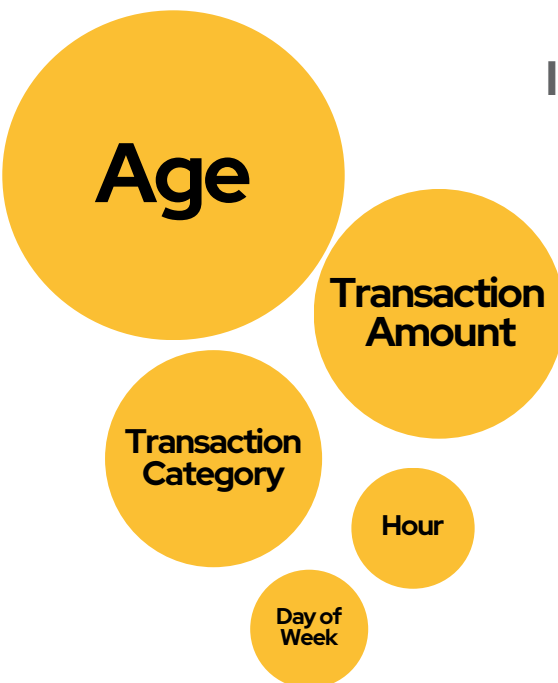 Age
Transaction
Amount
Transaction
Category
Hour
Day of
Week